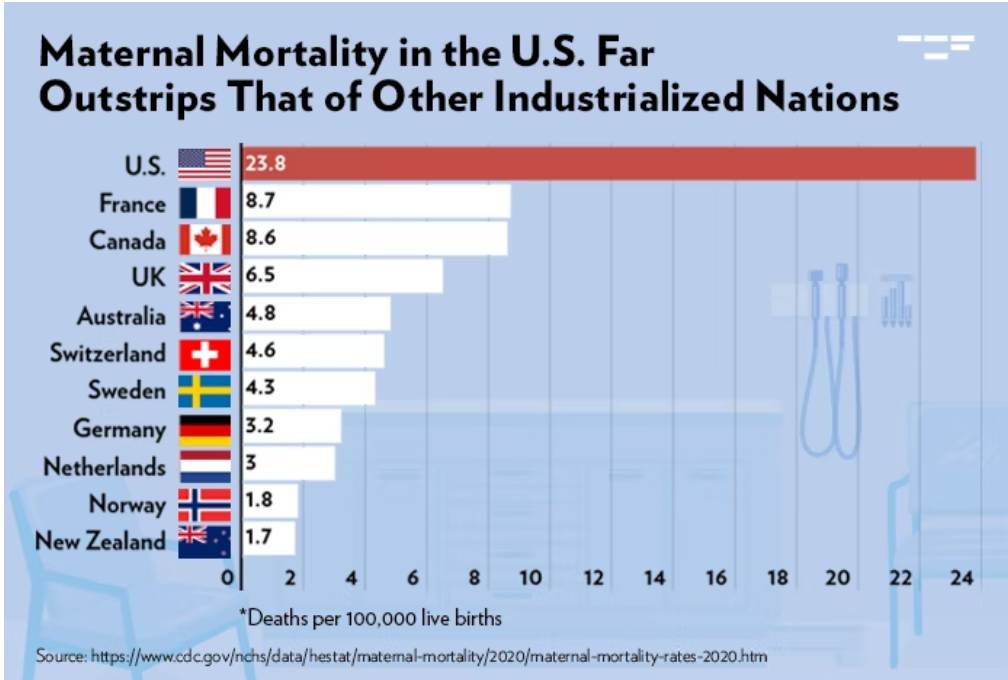 Maternal Mortality in the U.S. Far
Outstrips That of Other Industrialized Nations
U.S. 23.8
France 8.7
Canada 8.6
UK 6.5
Australia 4.8
Switzerland 4.6
Sweden 4.3
Germany 3.2
Netherlands 3
Norway 1.8
New Zealand 1.7
0 2 4 6 8 10 12 14 16 18 20 22 24
*Deaths per 100,000 live births
Source: https://www.cdc.gov/nchs/data/hestat/maternal-mortality/2020/maternal-mortality-rates-2020.htm